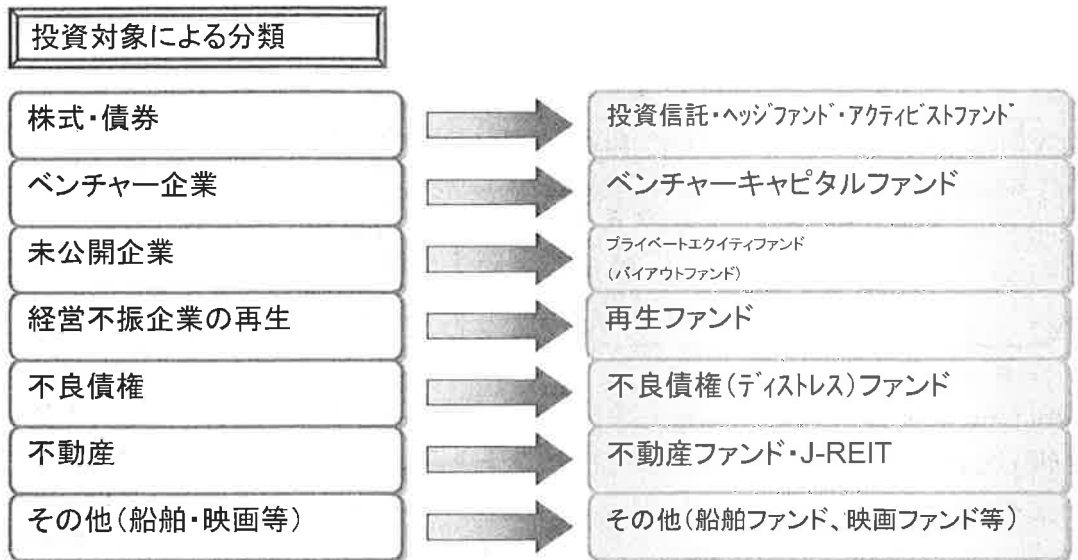 投資対象による分類
株式・債券
投資信託・ヘッジファンド・アクティビストファンド
ベンチャー企業
ベンチャーキャピタルファンド
未公開企業
プライベートエクイティファンド
(バイアウトファンド)
経営不振企業の再生
再生ファンド
不良債権
不良債権(ディストレス)ファンド
不動産
不動産ファンド・J-REIT
その他(船舶・映画等)
その他(船舶ファンド、映画ファンド等)